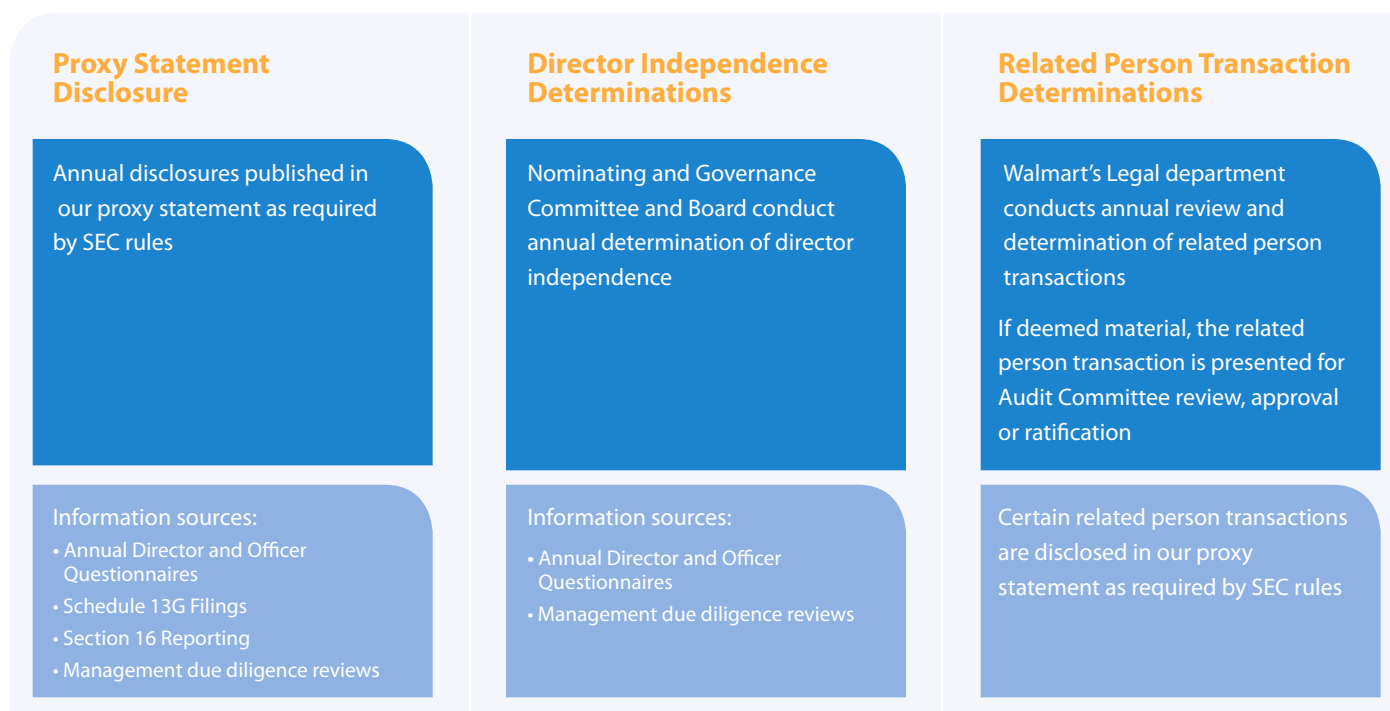 Proxy Statement
Disclosure
Annual disclosures published in
our proxy statement as required
by SEC rules
Information sources:
• Annual Director and Officer
Questionnaires
• Schedule 13G Filings
• Section 16 Reporting
• Management due diligence reviews
Director Independence
Determinations
Nominating and Governance
Committee and Board conduct
annual determination of director
independence
Information sources:
• Annual Director and Officer
Questionnaires
• Management due diligence reviews
Related Person Transaction
Determinations
Walmart’s Legal department
conducts annual review and
determination of related person
transactions
If deemed material, the related
person transaction is presented for
Audit Committee review, approval
or ratification
Certain related person transactions
are disclosed in our proxy
statement as required by SEC rules